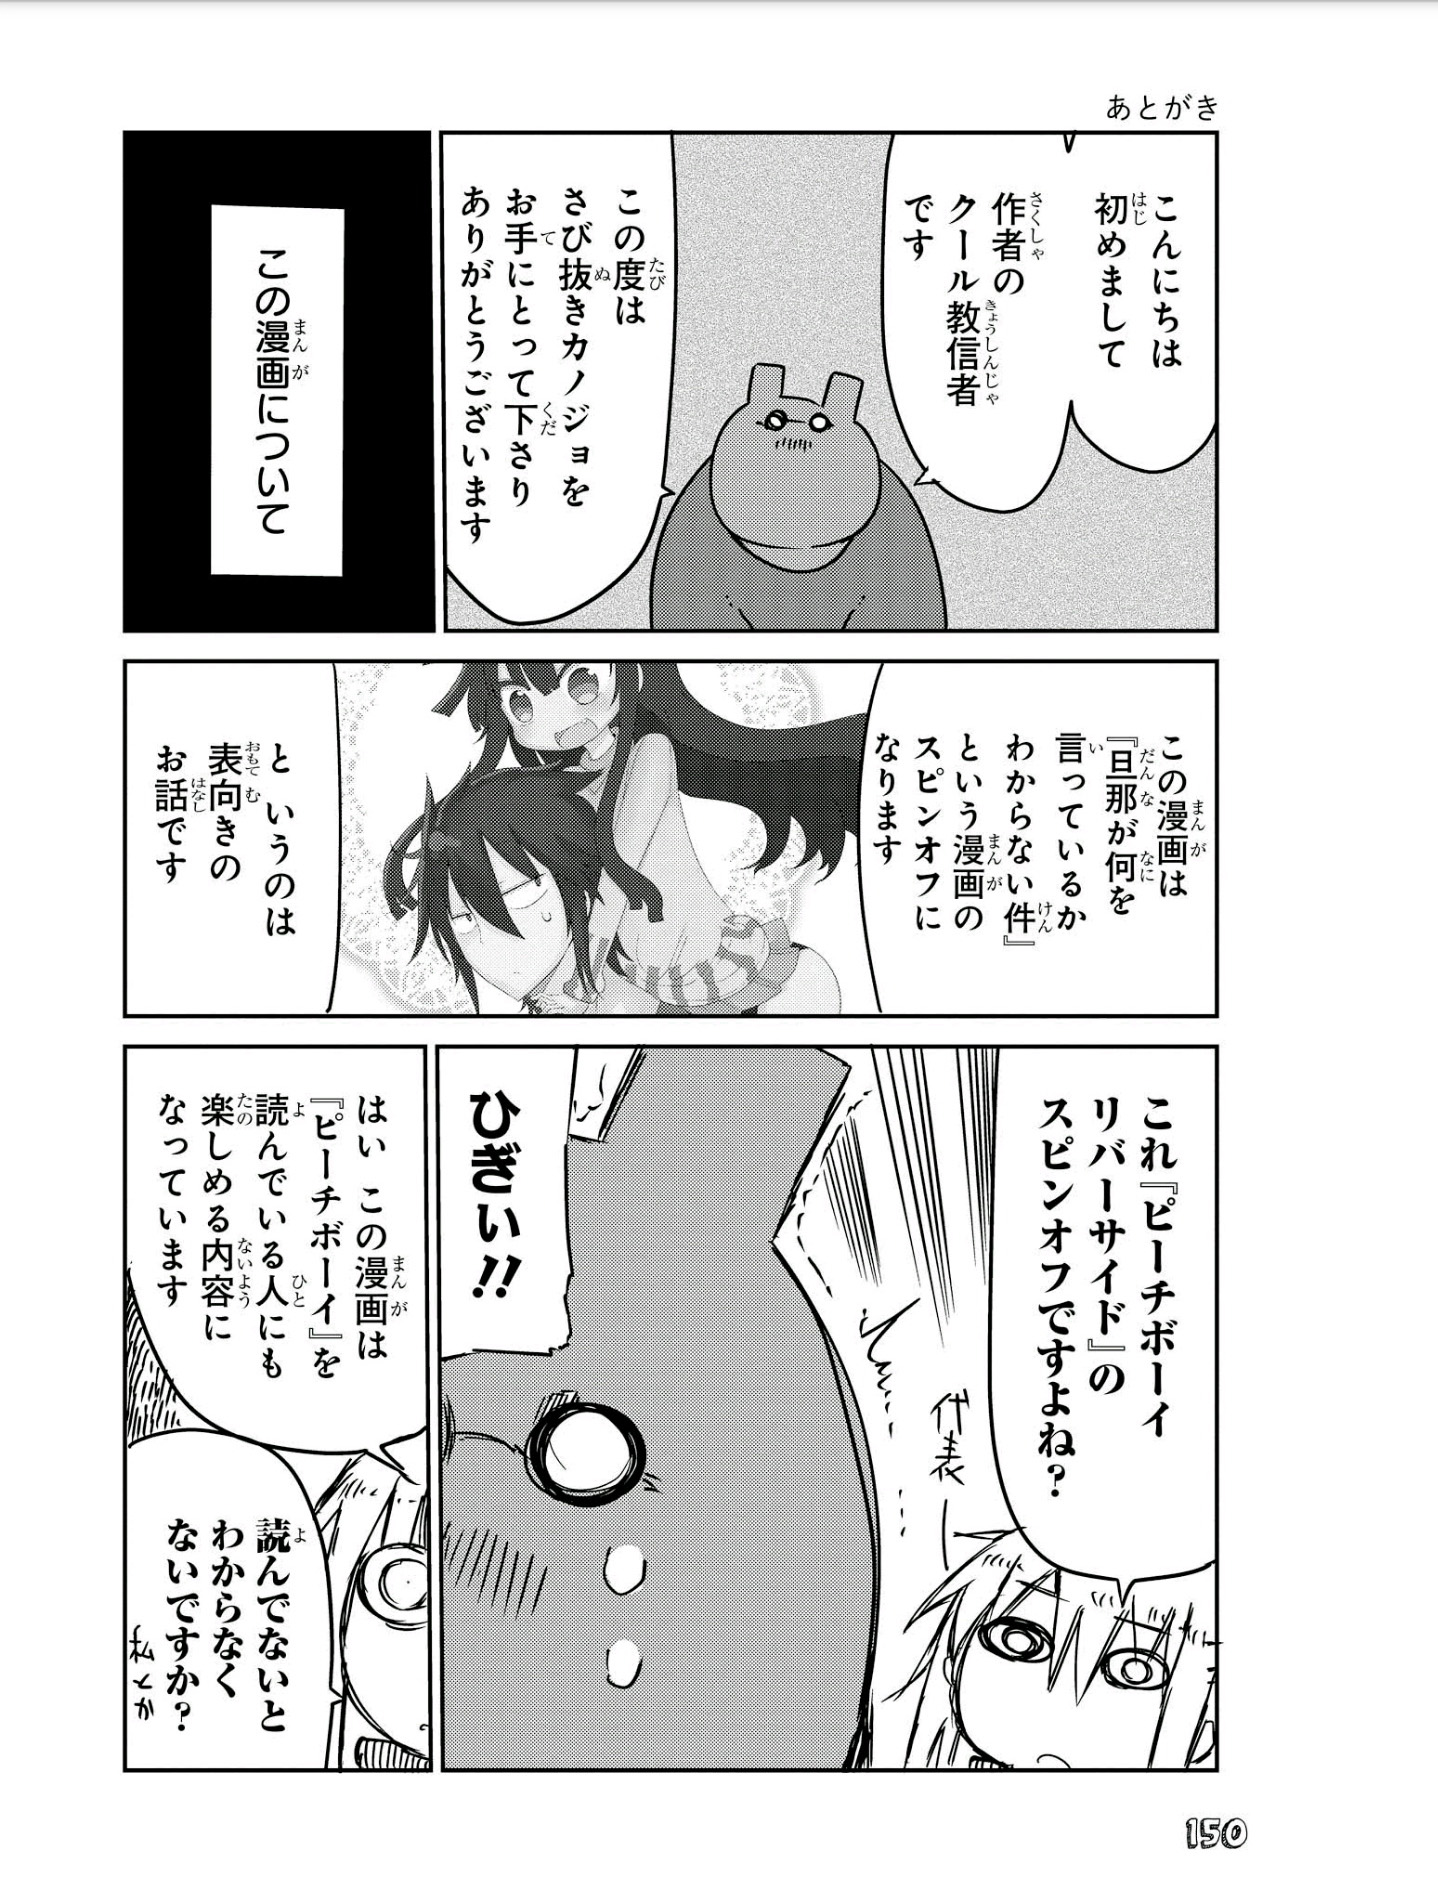 あとがき
こんにちは
初めまして
作者の
クール教信者
です
この度は
さび抜きカノジョを
お手にとって下さり
ありがとうございます
この漫画について
この漫画は
『旦那が何を
言っているか
わからない件』
という漫画の
スピンオフに
なります
と いうのは
表向きの
お話です
これ『ピーチボーイ
リバーサイド』の
スピンオフですよね?
代表―
ひぎぃ!!
はい この漫画は
『ピーチボーイ』を
読んでいる人にも
楽しめる内容に
なっています
読んでないと
わからなく
ないですか?
私とか
150